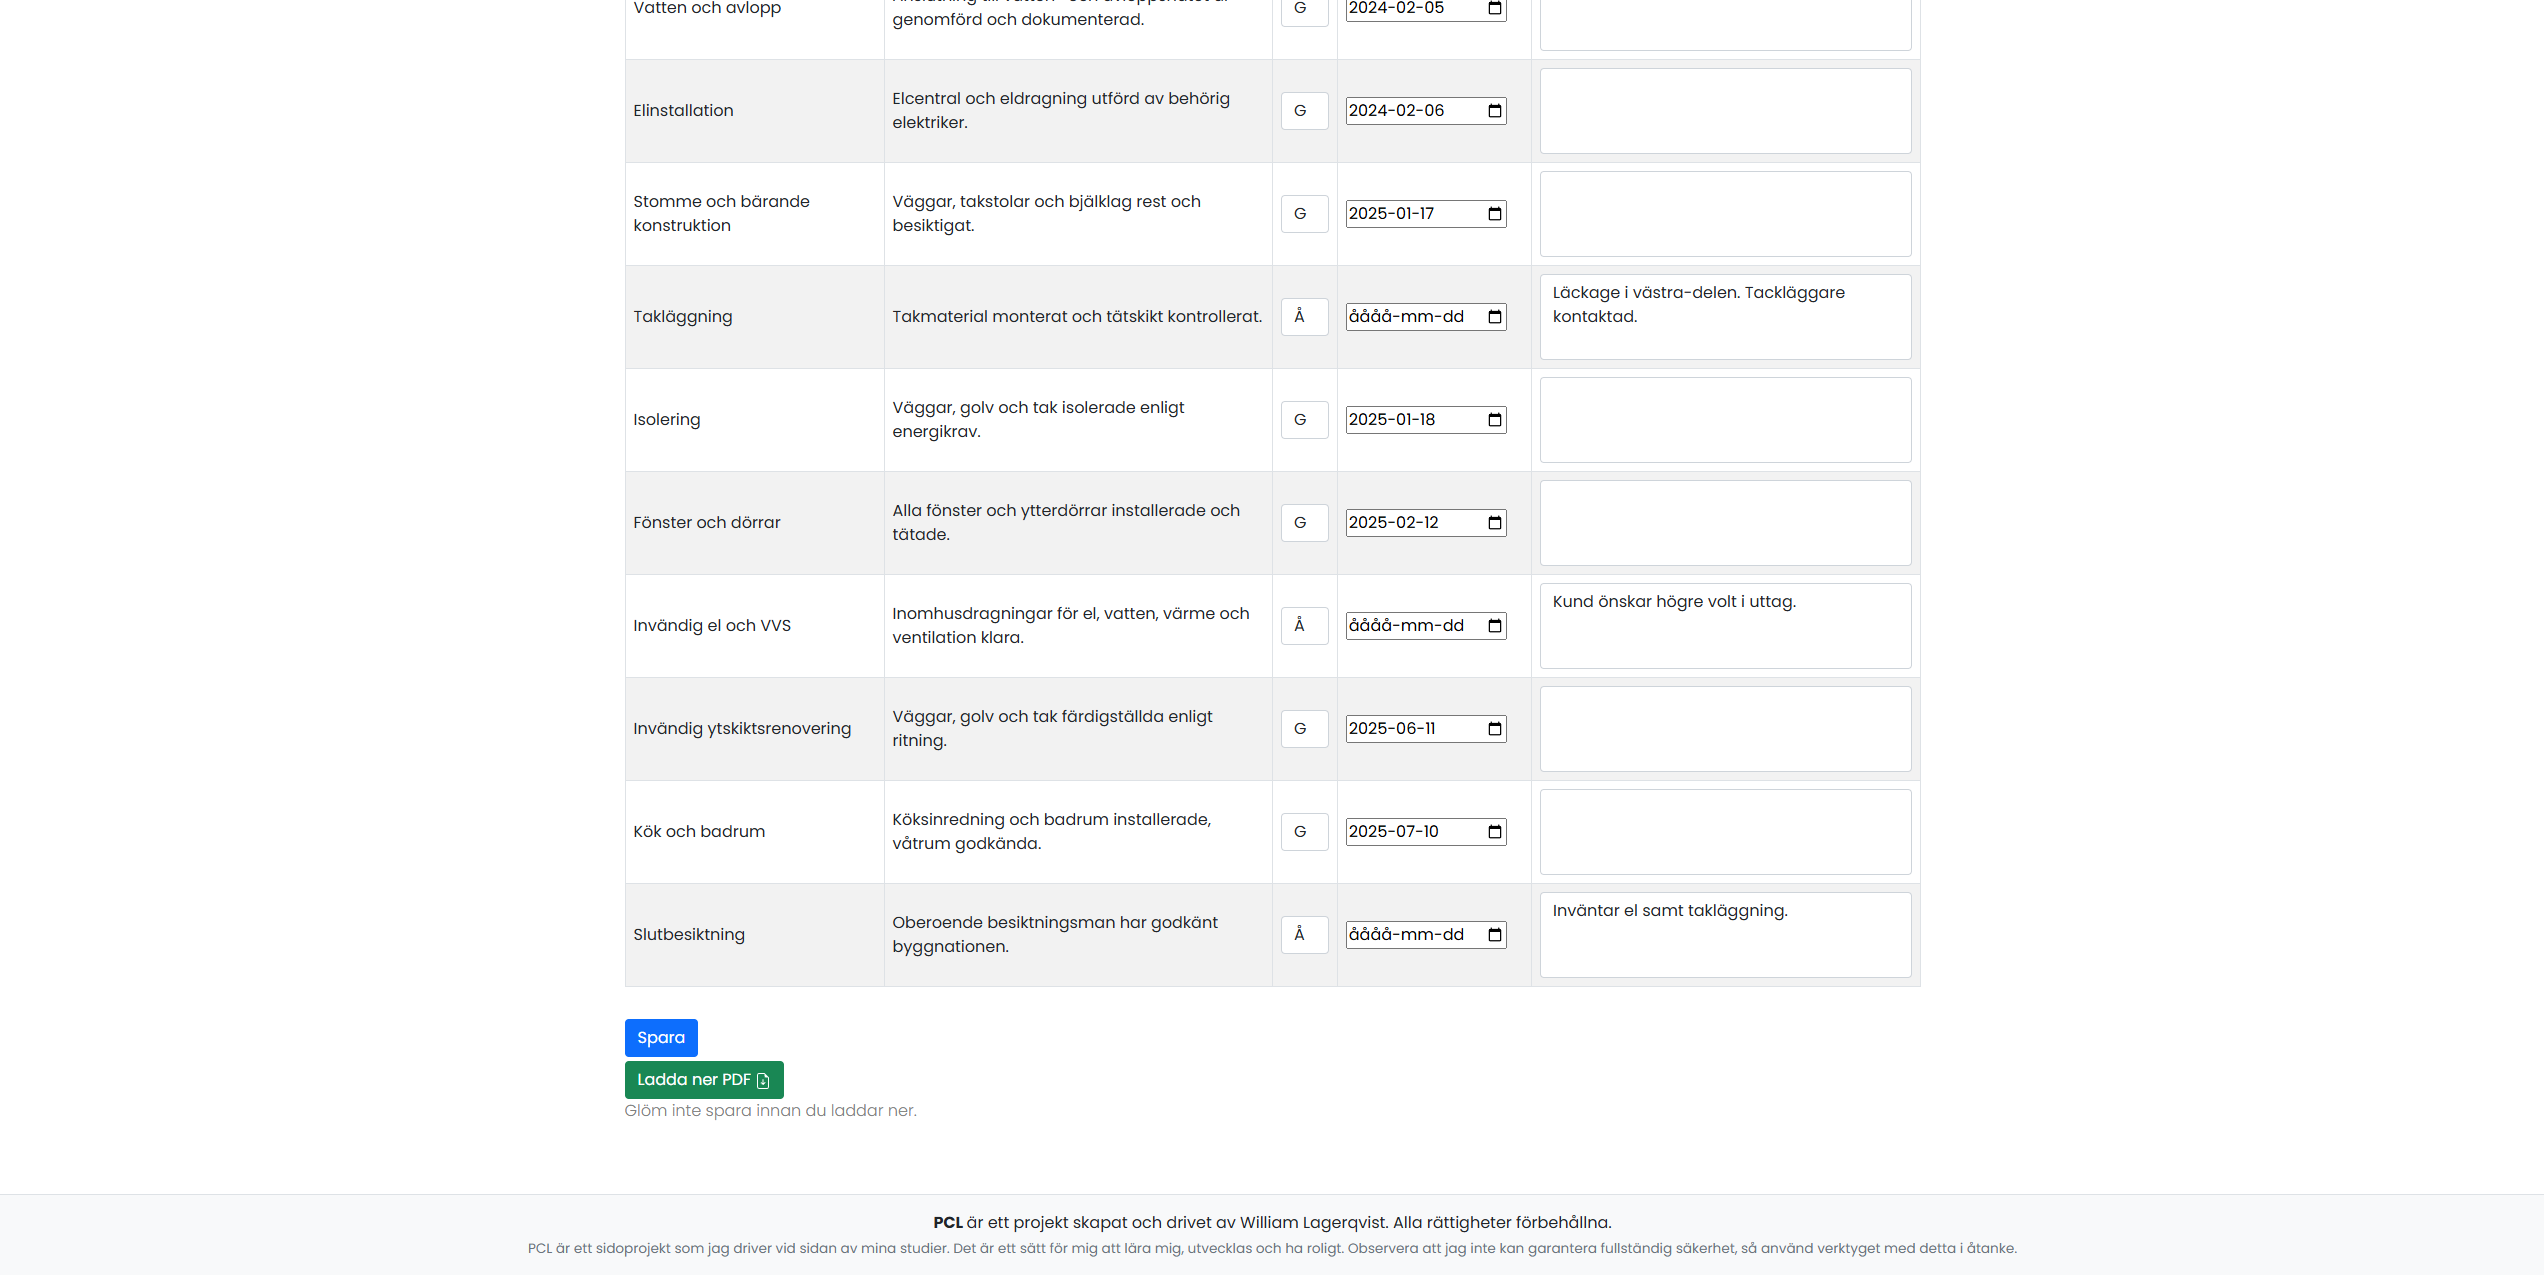 Vatten och avlopp
genomförd och dokumenterad.
G
2024-02-05
Elinstallation
Elcentral och eldragning utförd av behörig
elektriker.
G
2024-02-06
Stomme och bärande
konstruktion
Väggar, takstolar och bjälklag rest och
besiktigat.
G
2025-01-17
Takläggning
Takmaterial monterat och tätskikt kontrollerat.
Å
åååå-mm-dd
Läckage i västra-delen. Tackläggare
kontaktad.
Isolering
Väggar, golv och tak isolerade enligt
energikrav.
G
2025-01-18
Fönster och dörrar
Alla fönster och ytterdörrar installerade och
tätade.
G
2025-02-12
Invändig el och VVS
Inomhusdragningar för el, vatten, värme och
ventilation klara.
Å
åååå-mm-dd
Kund önskar högre volt i uttag.
Invändig ytskiktsrenovering
Väggar, golv och tak färdigställda enligt
ritning.
G
2025-06-11
Kök och badrum
Köksinredning och badrum installerade,
våtrum godkända.
G
2025-07-10
Slutbesiktning
Oberoende besiktningsman har godkänt
byggnationen.
Å
åååå-mm-dd
Inväntar el samt takläggning.
Spara
Ladda ner PDF
Glöm inte spara innan du laddar ner.
PCL är ett projekt skapat och drivet av William Lagerqvist. Alla rättigheter förbehållna.
PCL är ett sidoprojekt som jag driver vid sidan av mina studier. Det är ett sätt för mig att lära mig, utvecklas och ha roligt. Observera att jag inte kan garantera fullständig säkerhet, så använd verktyget med detta i åtanke.